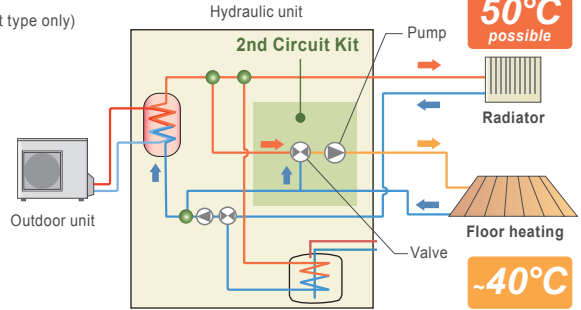 t type only)
Hydraulic unit
2nd Circuit Kit
Pump
50°C
possible
Radiator
Outdoor unit
Floor heating
Valve
~40°C